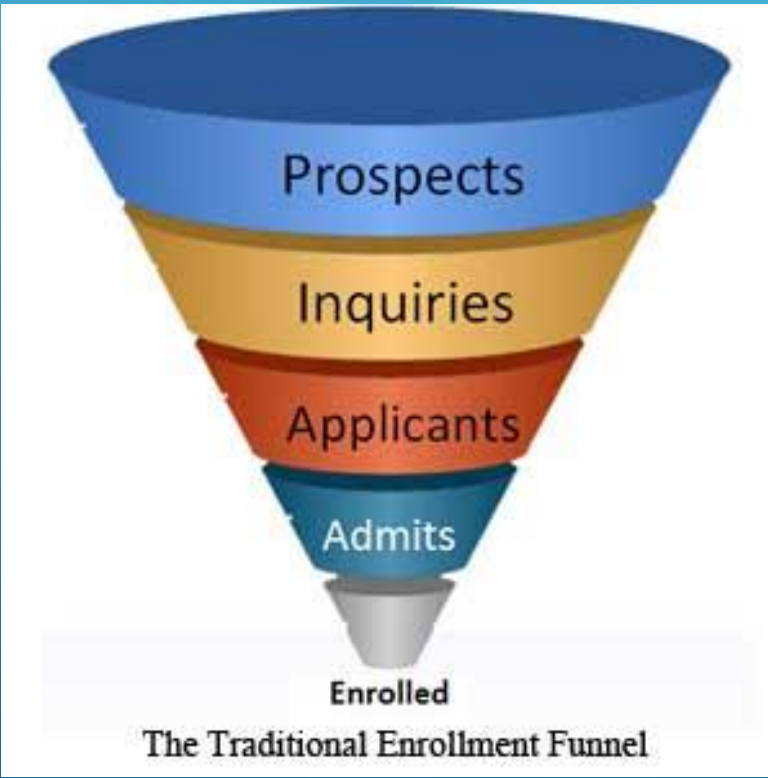 Prospects
Inquiries
Applicants
Admits
Enrolled
The Traditional Enrollment Funnel